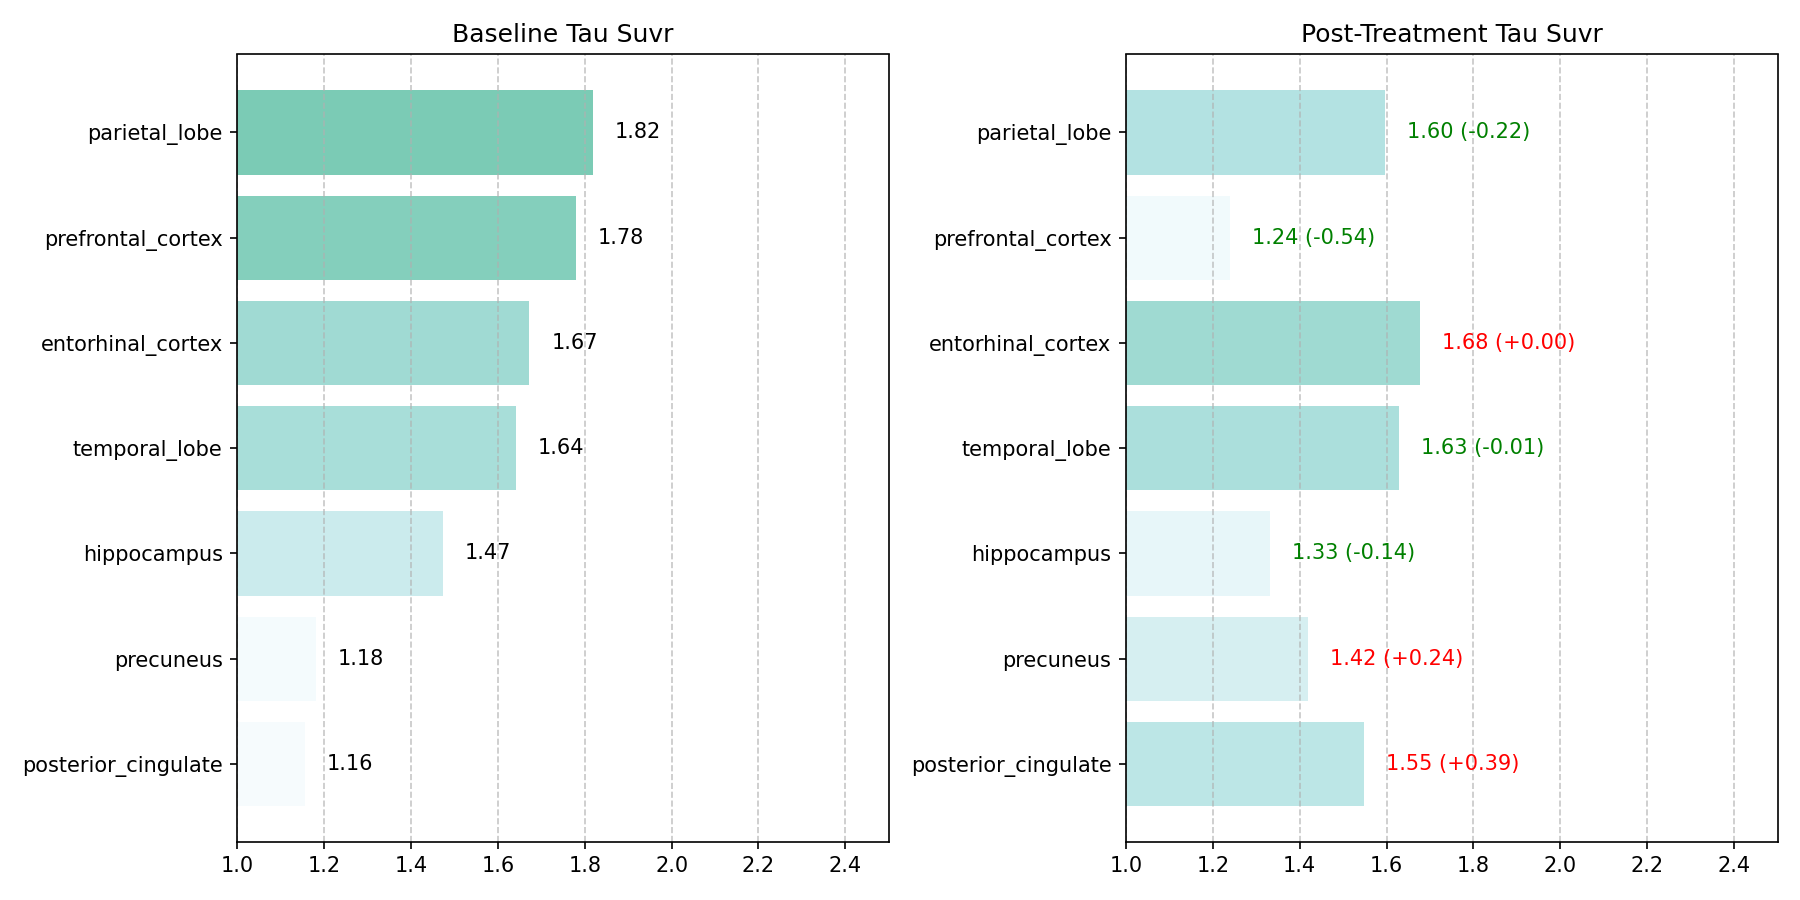 Baseline Tau Suvr
parietal_lobe 1.82
prefrontal_cortex 1.78
entorhinal_cortex 1.67
temporal_lobe 1.64
hippocampus 1.47
precuneus 1.18
posterior_cingulate 1.16
1.0 1.2 1.4 1.6 1.8 2.0 2.2 2.4
Post-Treatment Tau Suvr
parietal_lobe 1.60 (-0.22)
prefrontal_cortex 1.24 (-0.54)
entorhinal_cortex 1.68 (+0.00)
temporal_lobe 1.63 (-0.01)
hippocampus 1.33 (-0.14)
precuneus 1.42 (+0.24)
posterior_cingulate 1.55 (+0.39)
1.0 1.2 1.4 1.6 1.8 2.0 2.2 2.4